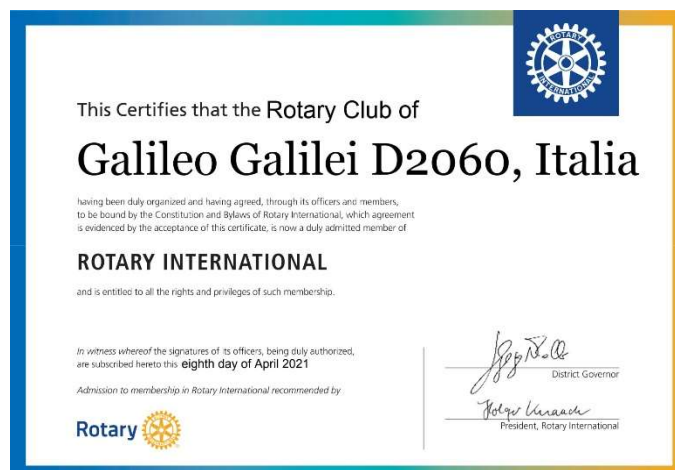 ROTARY
INTERNATIONAL
This Certifies that the Rotary Club of
Galileo Galilei D2060, Italia
having been duly organized and having agreed, through its officers and members,
to be bound by the Constitution and Bylaws of Rotary International, which agreement
is evidenced by the acceptance of this certificate, is now a duly admitted member of
ROTARY INTERNATIONAL
and is entitled to all the rights and privileges of such membership.
In witness whereof the signatures of its officers, being duly authorized,
are subscribed hereto this eighth day of April 2021
Admission to membership in Rotary International recommended by
Rotary
District Governor
Holger Knaack
President, Rotary International